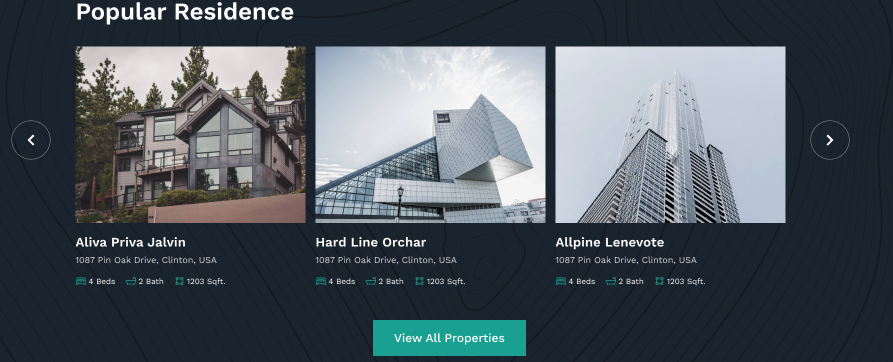 Popular Residence
Aliva Priva Jalvin
1087 Pin Oak Drive, Clinton, USA
4 Beds 2 Bath 1203 Sqft.
Hard Line Orchar
1087 Pin Oak Drive, Clinton, USA
4 Beds 2 Bath 1203 Sqft.
Allpine Lenevote
1087 Pin Oak Drive, Clinton, USA
4 Beds 2 Bath 1203 Sqft.
View All Properties